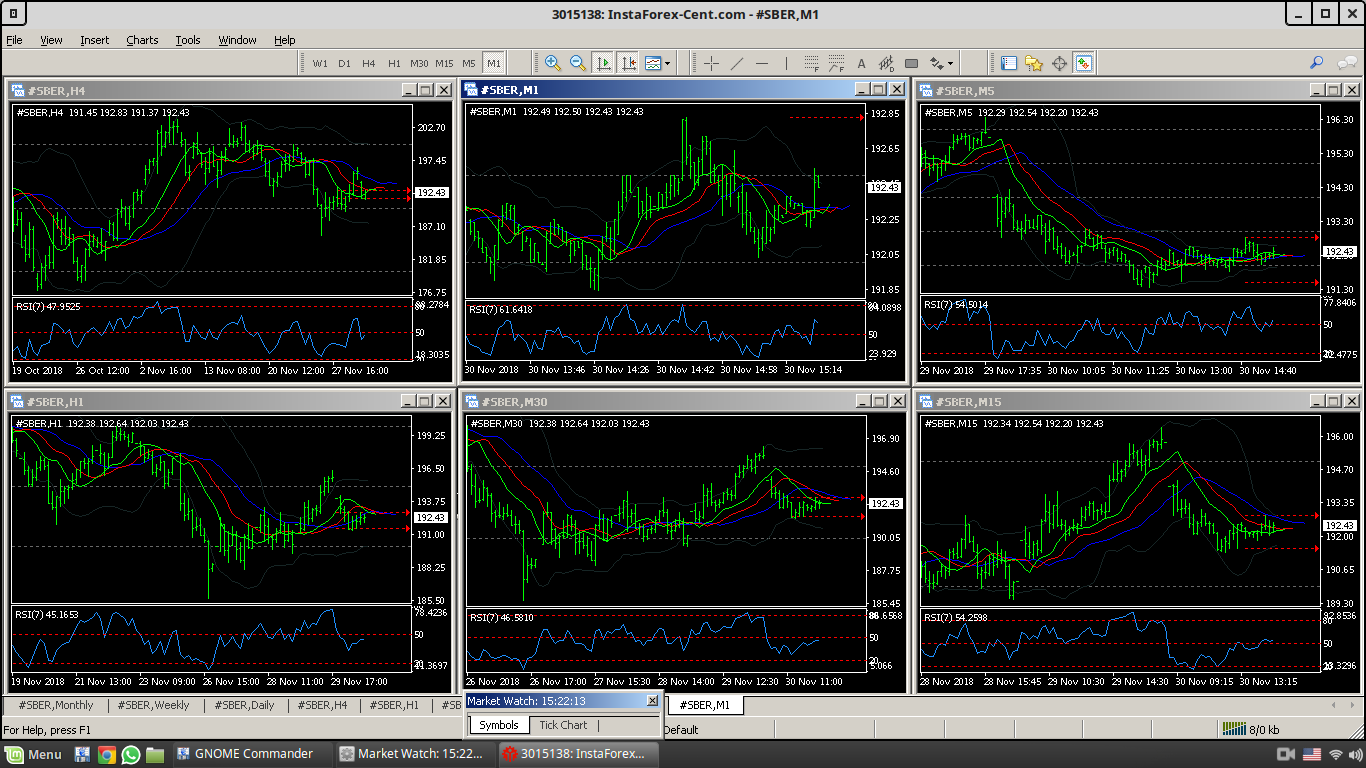 3015138: InstaForex-Cent.com - #SBER,M1
File View Insert Charts Tools Window Help
W1 D1 H4 H1 M30 M15 M5 M1 A F F
#SBER,H4
#SBER,H4 191.45 192.83 191.37 192.43
202.70
197.45
192.43
187.10
181.85
176.75
RSI(7) 47.9525
50
18.3035
19 Oct 2018 26 Oct 12:00 2 Nov 16:00 13 Nov 08:00 20 Nov 12:00 27 Nov 16:00
#SBER,M1
#SBER,M1 192.49 192.50 192.43 192.43
192.85
192.65
192.43
192.25
192.05
191.85
RSI(7) 61.6418
50
23.929
30 Nov 2018 30 Nov 13:46 30 Nov 14:26 30 Nov 14:42 30 Nov 14:58 30 Nov 15:14
#SBER,M5
#SBER,M5 192.29 192.54 192.20 192.43
196.30
195.30
194.30
193.30
192.43
191.30
RSI(7) 54.5014
77.8406
50
29 Nov 2018 29 Nov 17:35 30 Nov 10:05 30 Nov 11:25 30 Nov 13:00 30 Nov 14:40
#SBER,H1
#SBER,H1 192.38 192.64 192.03 192.43
199.25
196.50
193.75
192.43
191.00
188.25
185.50
RSI(7) 45.1653
78.4236
50
19 Nov 2018 21 Nov 13:00 23 Nov 09:00 26 Nov 15:00 28 Nov 11:00 29 Nov 17:00
#SBER,M30
#SBER,M30 192.38 192.64 192.03 192.43
196.90
194.60
192.43
190.05
187.75
185.45
RSI(7) 46.5810
50
20
5.066
26 Nov 2018 26 Nov 16:00 27 Nov 15:30 28 Nov 14:00 29 Nov 12:30 30 Nov 11:00
#SBER,M15
#SBER,M15 192.34 192.54 192.20 192.43
196.00
194.70
193.35
192.43
192.00
190.65
189.30
RSI(7) 54.2598
80
50
28 Nov 2018 28 Nov 15:45 29 Nov 10:30 29 Nov 14:30 30 Nov 09:15 30 Nov 13:15
#SBER,Monthly #SBER,Weekly #SBER,Daily #SBER,H4 #SBER,H1 #SB #SBER,M1
Market Watch: 15:22:13
Symbols Tick Chart
For Help, press F1 Default 8/0 kb
Menu GNOME Commander Market Watch: 15:22... 3015138: InstaForex...